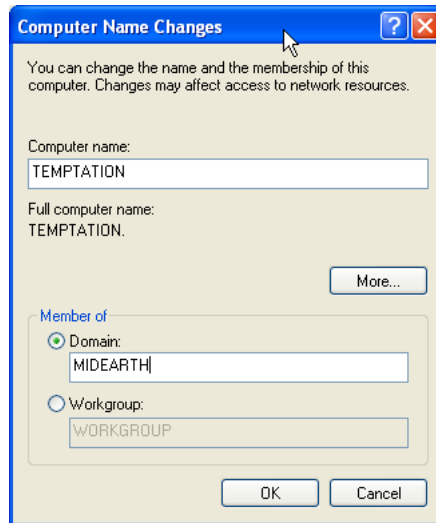 Computer Name Changes
You can change the name and the membership of this
computer. Changes may affect access to network resources.
Computer name:
TEMPTATION
Full computer name:
TEMPTATION.
More...
Member of
Domain:
MIDEARTH
Workgroup:
WORKGROUP
OK Cancel